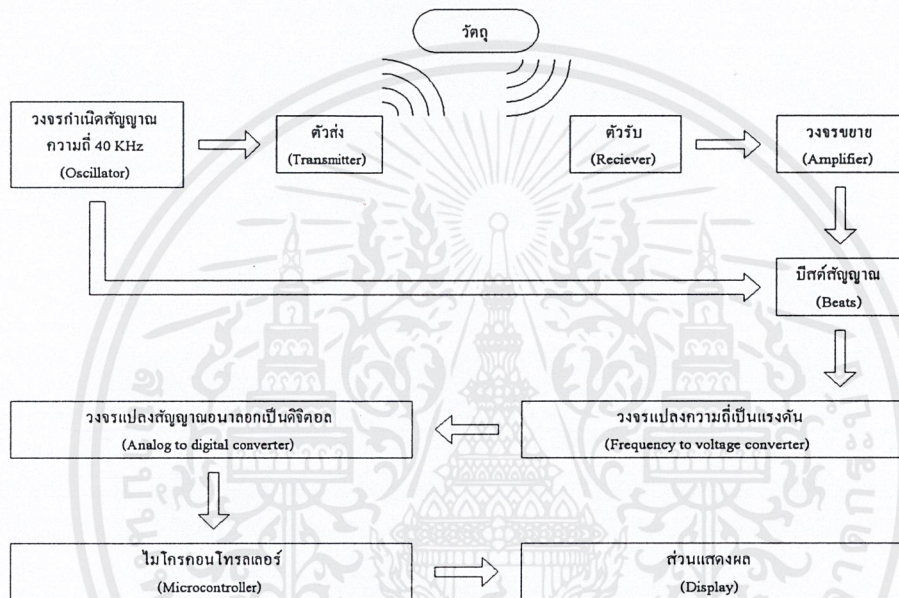 วัตถุ
วงจรกำเนิดสัญญาณ
ความถี่ 40 KHz
(Oscillator)
ตัวส่ง
(Transmitter)
ตัวรับ
(Reciever)
วงจรขยาย
(Amplifier)
บีสต์สัญญาณ
(Beats)
วงจรแปลงสัญญาณอนาลอกเป็นดิจิตอล
(Analog to digital converter)
วงจรแปลงความถี่เป็นแรงดัน
(Frequency to voltage converter)
ไมโครคอนโทรลเลอร์
(Microcontroller)
ส่วนแสดงผล
(Display)